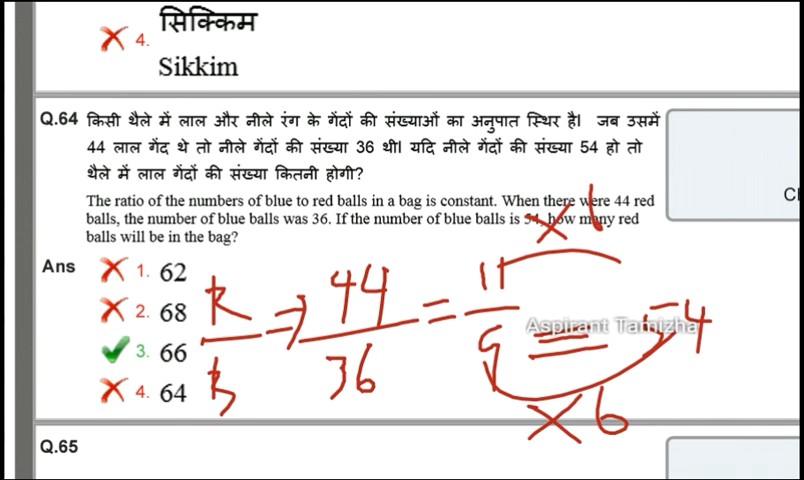 4. सिक्किम
Sikkim
Q.64 किसी थैले में लाल और नीले रंग के गेंदों की संख्याओं का अनुपात स्थिर है। जब उसमें
44 लाल गेंद थे तो नीले गेंदों की संख्या 36 थी। यदि नीले गेंदों की संख्या 54 हो तो
थैले में लाल गेंदों की संख्या कितनी होगी?
The ratio of the numbers of blue to red balls in a bag is constant. When there were 44 red
balls, the number of blue balls was 36. If the number of blue balls is 54, how many red
balls will be in the bag?
Ans 1. 62
2. 68
3. 66
4. 64
R/B ⇒ 44/36 = 11/9 = 54
×6
×6
Aspirant Tamizha
Q.65